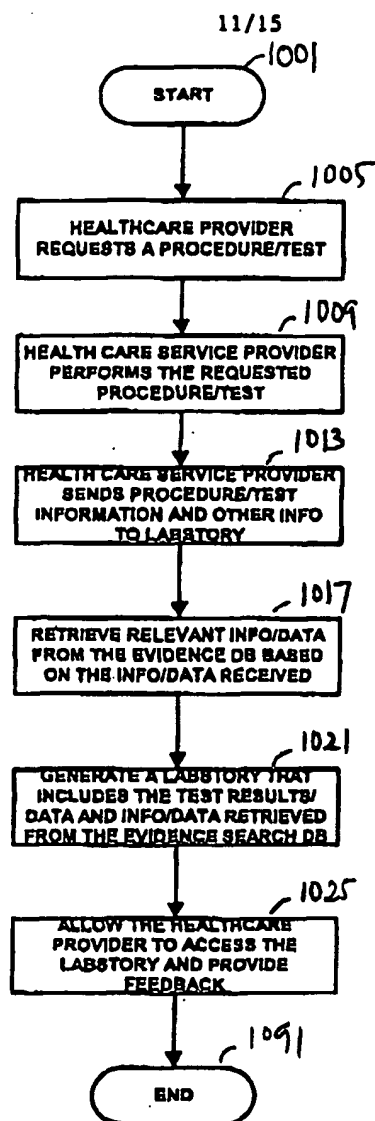 11/15
1001
START
1005
HEALTHCARE PROVIDER
REQUESTS A PROCEDURE/TEST
1009
HEALTH CARE SERVICE PROVIDER
PERFORMS THE REQUESTED
PROCEDURE/TEST
1013
HEALTH CARE SERVICE PROVIDER
SENDS PROCEDURE/TEST
INFORMATION AND OTHER INFO
TO LABSTORY
1017
RETRIEVE RELEVANT INFO/DATA
FROM THE EVIDENCE DB BASED
ON THE INFO/DATA RECEIVED
1021
GENERATE A LABSTORY THAT
INCLUDES THE TEST RESULTS/
DATA AND INFO/DATA RETRIEVED
FROM THE EVIDENCE SEARCH DB
1025
ALLOW THE HEALTHCARE
PROVIDER TO ACCESS THE
LABSTORY AND PROVIDE
FEEDBACK
1091
END